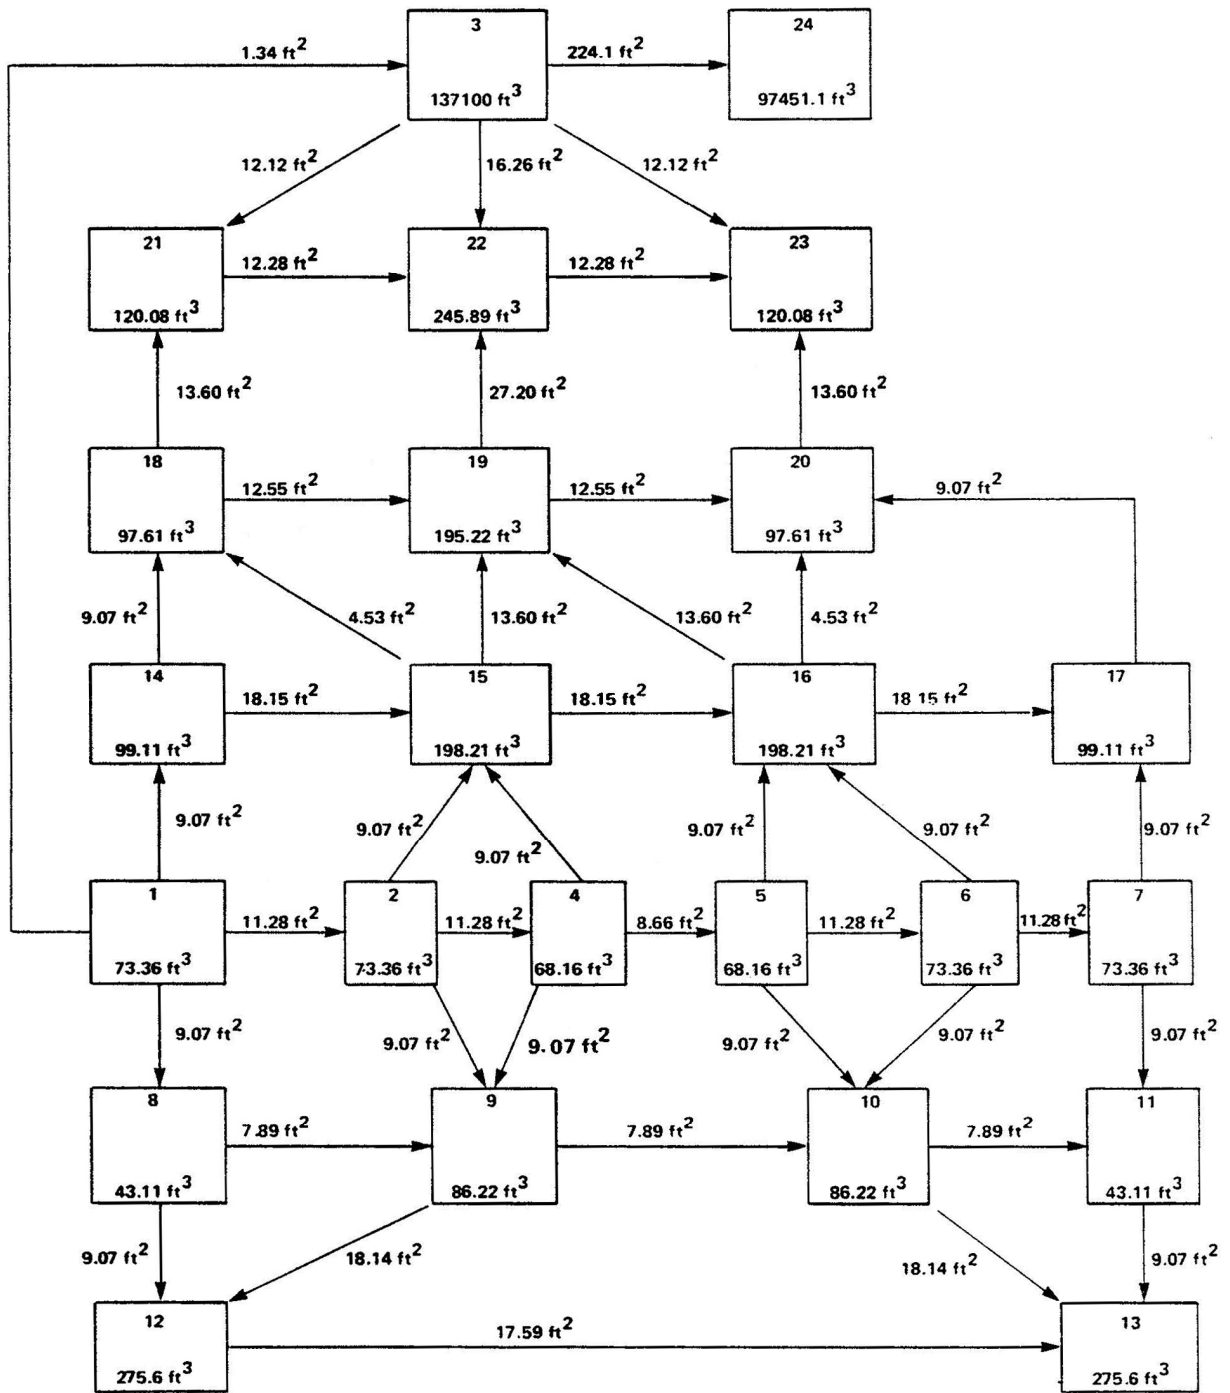 3
24
1.34 ft²
224.1 ft²
137100 ft³
97451.1 ft³
12.12 ft²
16.26 ft²
12.12 ft²
21
22
23
12.28 ft²
12.28 ft²
120.08 ft³
245.89 ft³
120.08 ft³
13.60 ft²
27.20 ft²
13.60 ft²
18
19
20
12.55 ft²
12.55 ft²
9.07 ft²
97.61 ft³
195.22 ft³
97.61 ft³
9.07 ft²
4.53 ft²
13.60 ft²
13.60 ft²
4.53 ft²
14
15
16
17
18.15 ft²
18.15 ft²
18 15 ft²
99.11 ft³
198.21 ft³
198.21 ft³
99.11 ft³
9.07 ft²
9.07 ft²
9.07 ft²
9.07 ft²
9.07 ft²
9.07 ft²
1
2
4
5
6
7
11.28 ft²
11.28 ft²
8.66 ft²
11.28 ft²
11.28 ft²
73.36 ft³
73.36 ft³
68.16 ft³
68.16 ft³
73.36 ft³
73.36 ft³
9.07 ft²
9.07 ft²
9.07 ft²
9.07 ft²
9.07 ft²
9.07 ft²
8
9
10
11
7.89 ft²
7.89 ft²
7.89 ft²
43.11 ft³
86.22 ft³
86.22 ft³
43.11 ft³
9.07 ft²
18.14 ft²
18.14 ft²
9.07 ft²
12
13
17.59 ft²
275.6 ft³
275.6 ft³